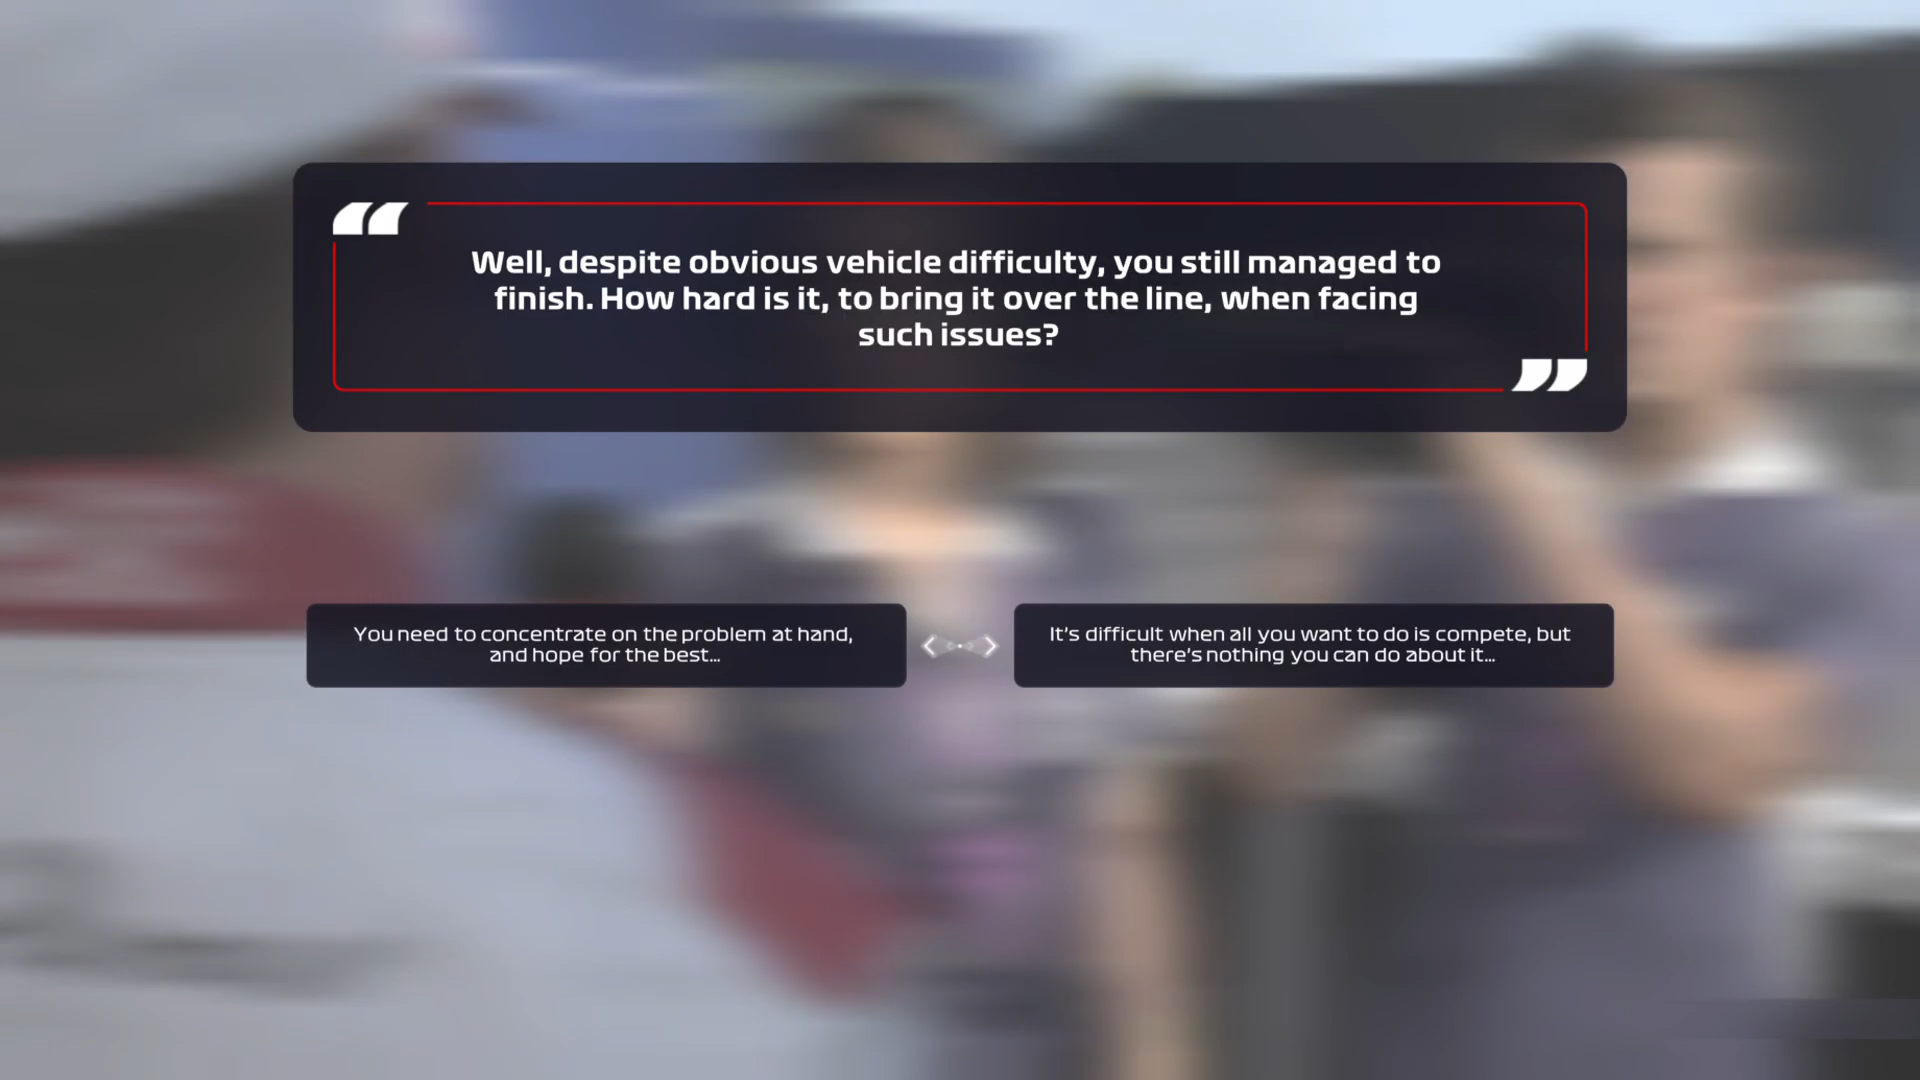 Well, despite obvious vehicle difficulty, you still managed to
finish. How hard is it, to bring it over the line, when facing
such issues?
You need to concentrate on the problem at hand,
and hope for the best...
It's difficult when all you want to do is compete, but
there's nothing you can do about it...